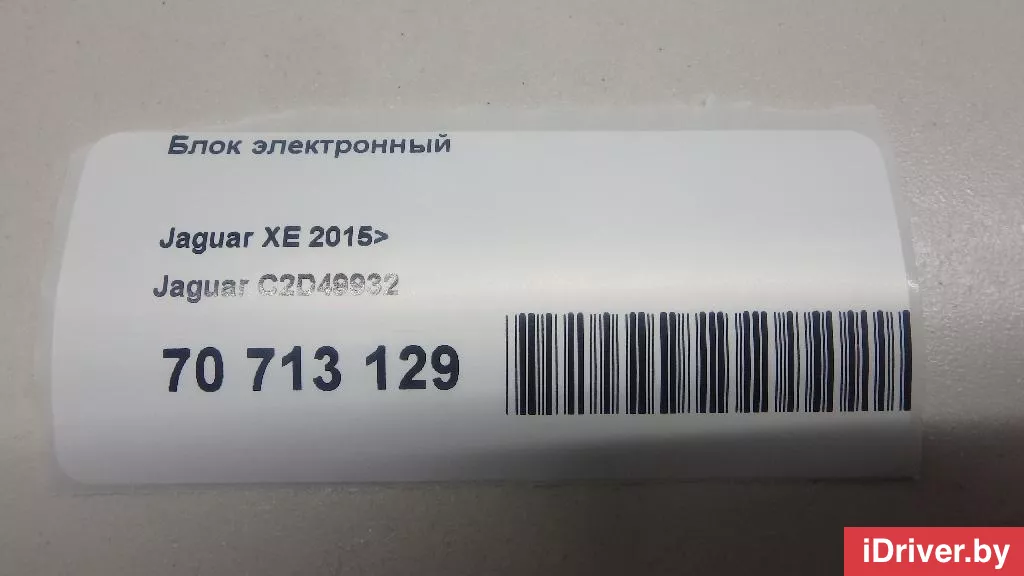 Блок электронный
Jaguar XE 2015>
Jaguar C2D49932
70 713 129
iDriver.by